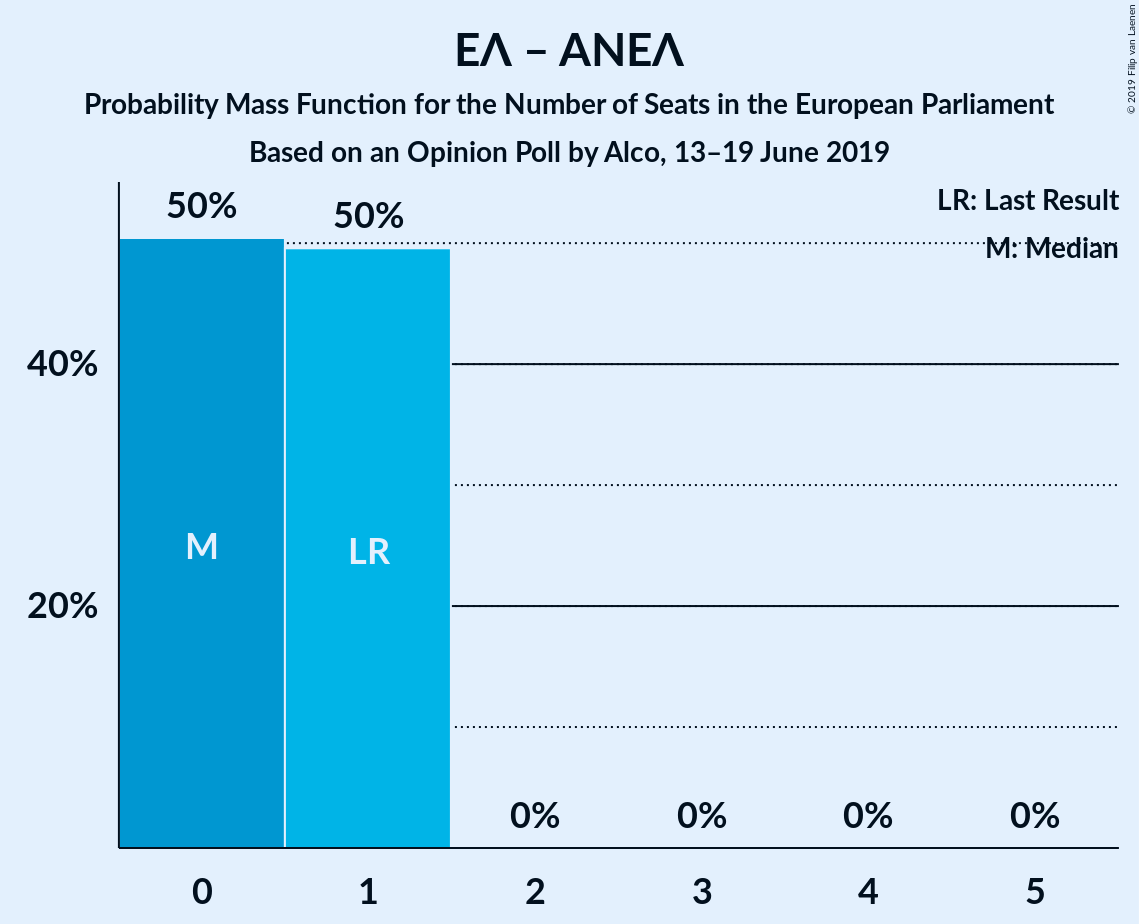 ΕΛ – ΑΝΕΛ
Probability Mass Function for the Number of Seats in the European Parliament
Based on an Opinion Poll by Alco, 13–19 June 2019
© 2019 Filip van Laenen
LR: Last Result
M: Median
50%
50%
40%
20%
M
LR
0%
0%
0%
0%
0
1
2
3
4
5